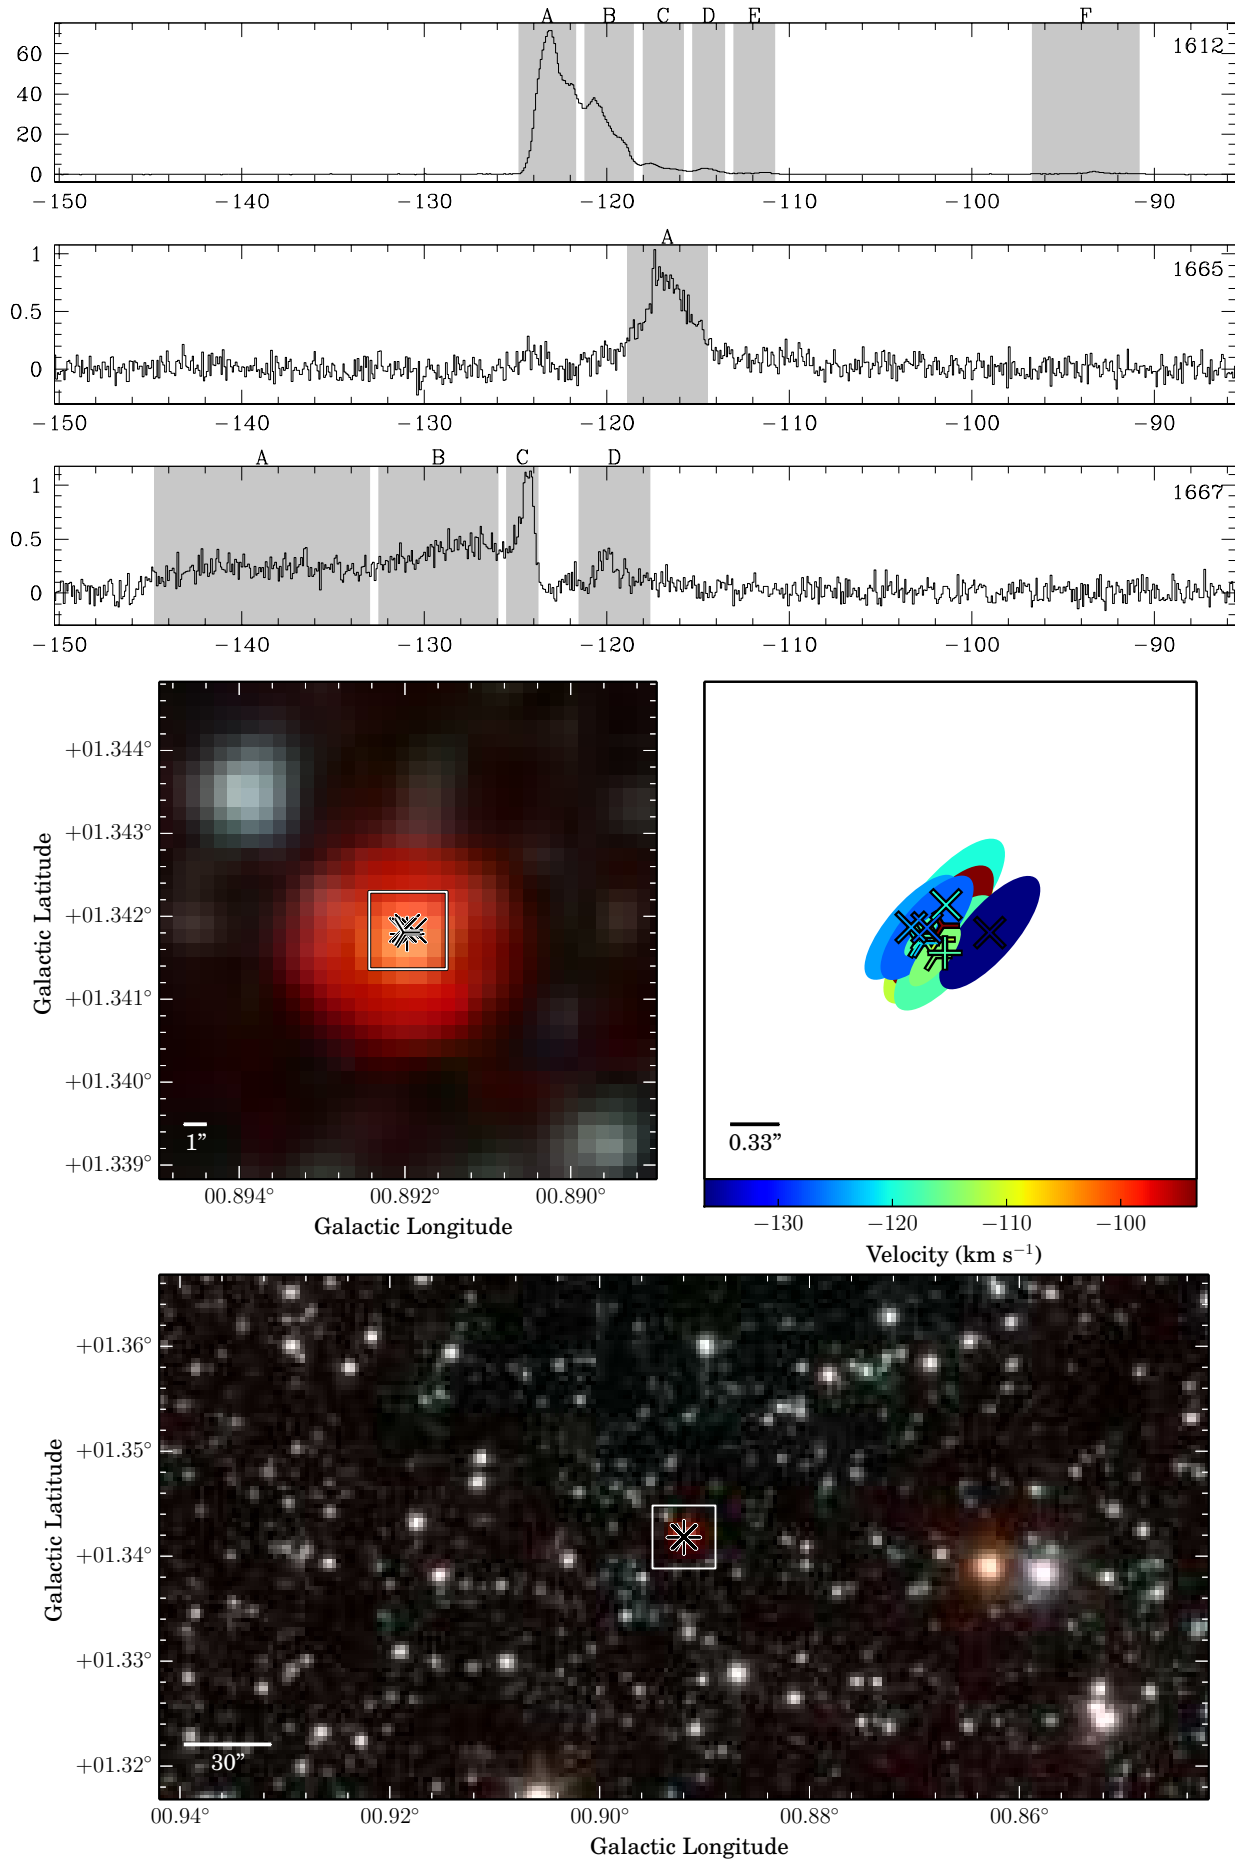 A B C D E F
1612
60
40
20
0
−150 −140 −130 −120 −110 −100 −90
A
1665
1
0.5
0
−150 −140 −130 −120 −110 −100 −90
A B C D
1667
1
0.5
0
−150 −140 −130 −120 −110 −100 −90
+01.344°
+01.343°
+01.342°
+01.341°
+01.340°
+01.339°
Galactic Latitude
1”
00.894° 00.892° 00.890°
Galactic Longitude
0.33”
−130 −120 −110 −100
Velocity (km s⁻¹)
+01.36°
+01.35°
+01.34°
+01.33°
+01.32°
Galactic Latitude
30”
00.94° 00.92° 00.90° 00.88° 00.86°
Galactic Longitude